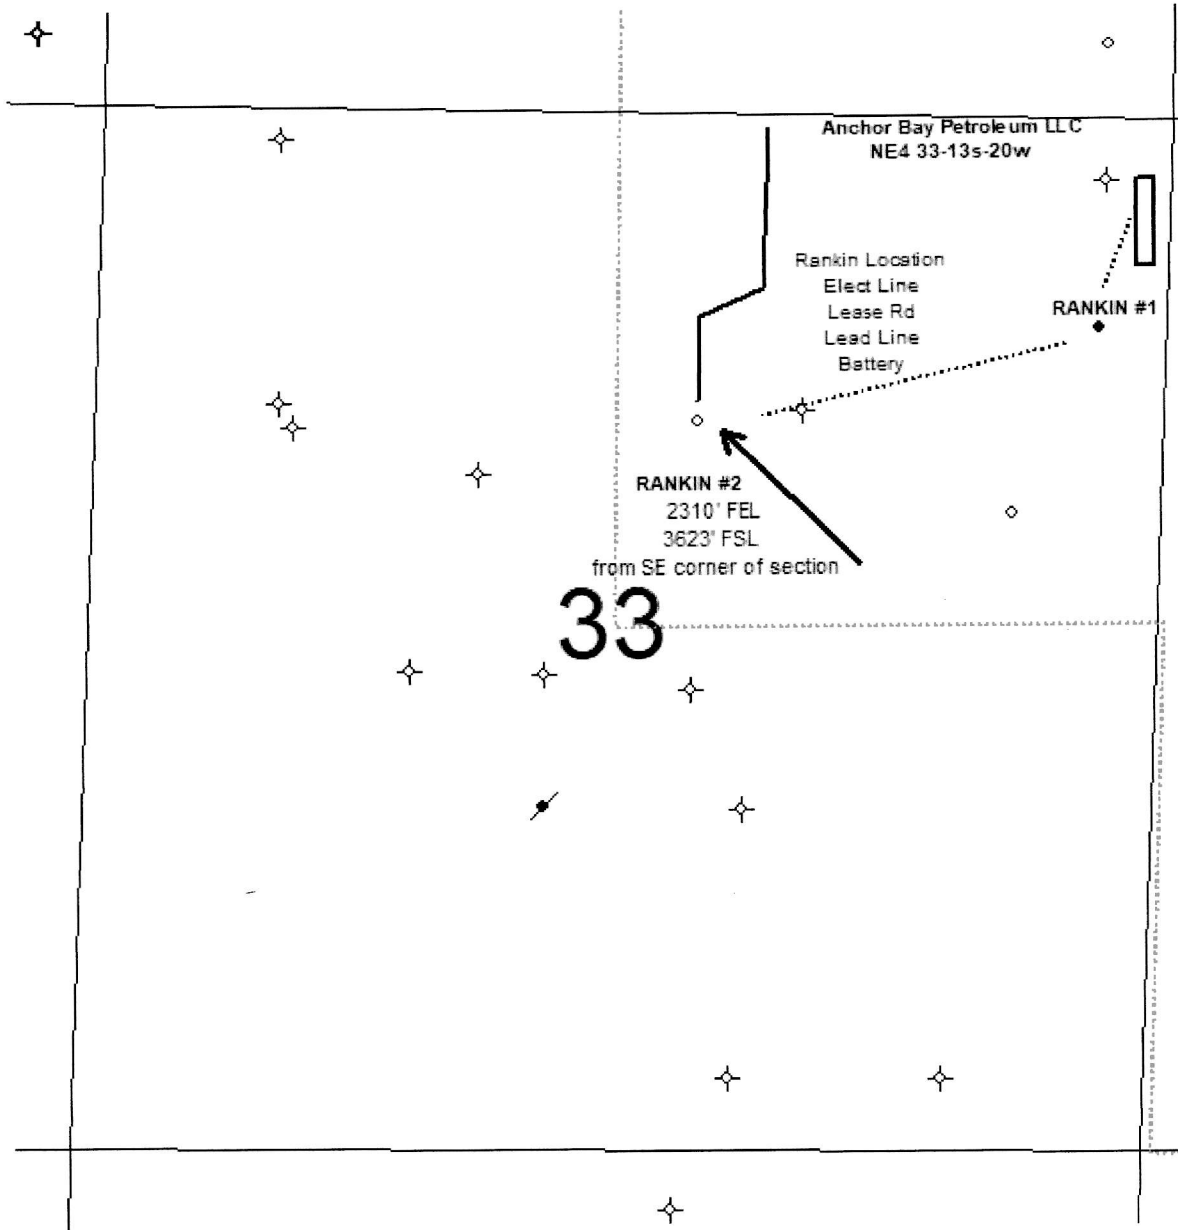 Anchor Bay Petroleum LLC
NE4 33-13s-20w
Rankin Location
Elect Line
Lease Rd
Lead Line
Battery
RANKIN #1
RANKIN #2
2310' FEL
3623' FSL
from SE corner of section
33